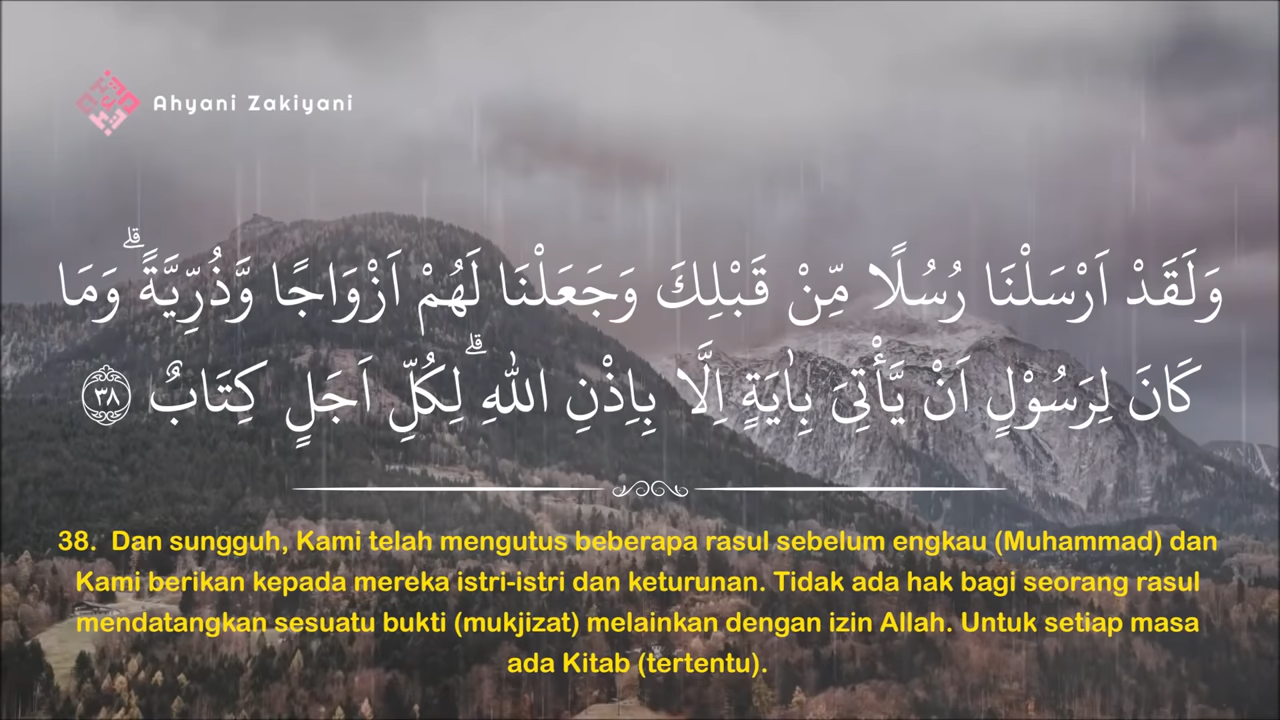 Ahyani Zakiyani
وَلَقَدْ اَرْسَلْنَا رُسُلًا مِّنْ قَبْلِكَ وَجَعَلْنَا لَهُمْ اَزْوَاجًا وَّذُرِّيَّةً ۗوَمَا
كَانَ لِرَسُوْلٍ اَنْ يَّأْتِيَ بِاٰيَةٍ اِلَّا بِاِذْنِ اللّٰهِ ۗلِكُلِّ اَجَلٍ كِتَابٌ ٣٨
38. Dan sungguh, Kami telah mengutus beberapa rasul sebelum engkau (Muhammad) dan
Kami berikan kepada mereka istri-istri dan keturunan. Tidak ada hak bagi seorang rasul
mendatangkan sesuatu bukti (mukjizat) melainkan dengan izin Allah. Untuk setiap masa
ada Kitab (tertentu).